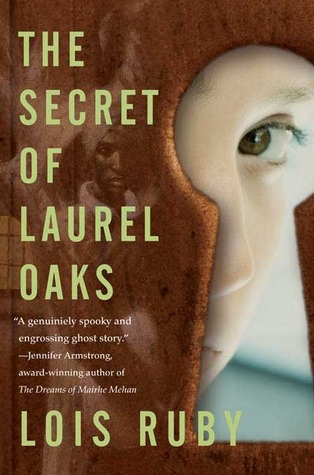 THE
SECRET
OF
LAUREL
OAKS
“A genuiniely spooky and
engrossing ghost story.”
—Jennifer Armstrong,
award-winning author of
The Dreams of Mairhe Mehan
LOIS RUBY